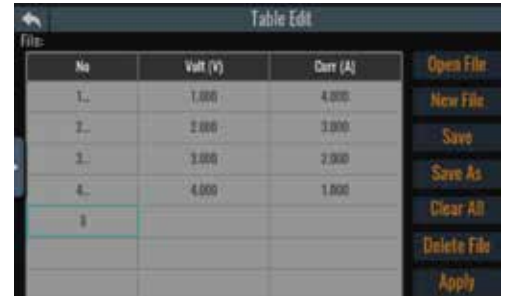 Table Edit
File:
No Volt (V) Curr (A)
1... 1.000 4.000
2... 2.000 3.000
3... 3.000 2.000
4... 4.000 1.000
5
Open File
New File
Save
Save As
Clear All
Delete File
Apply